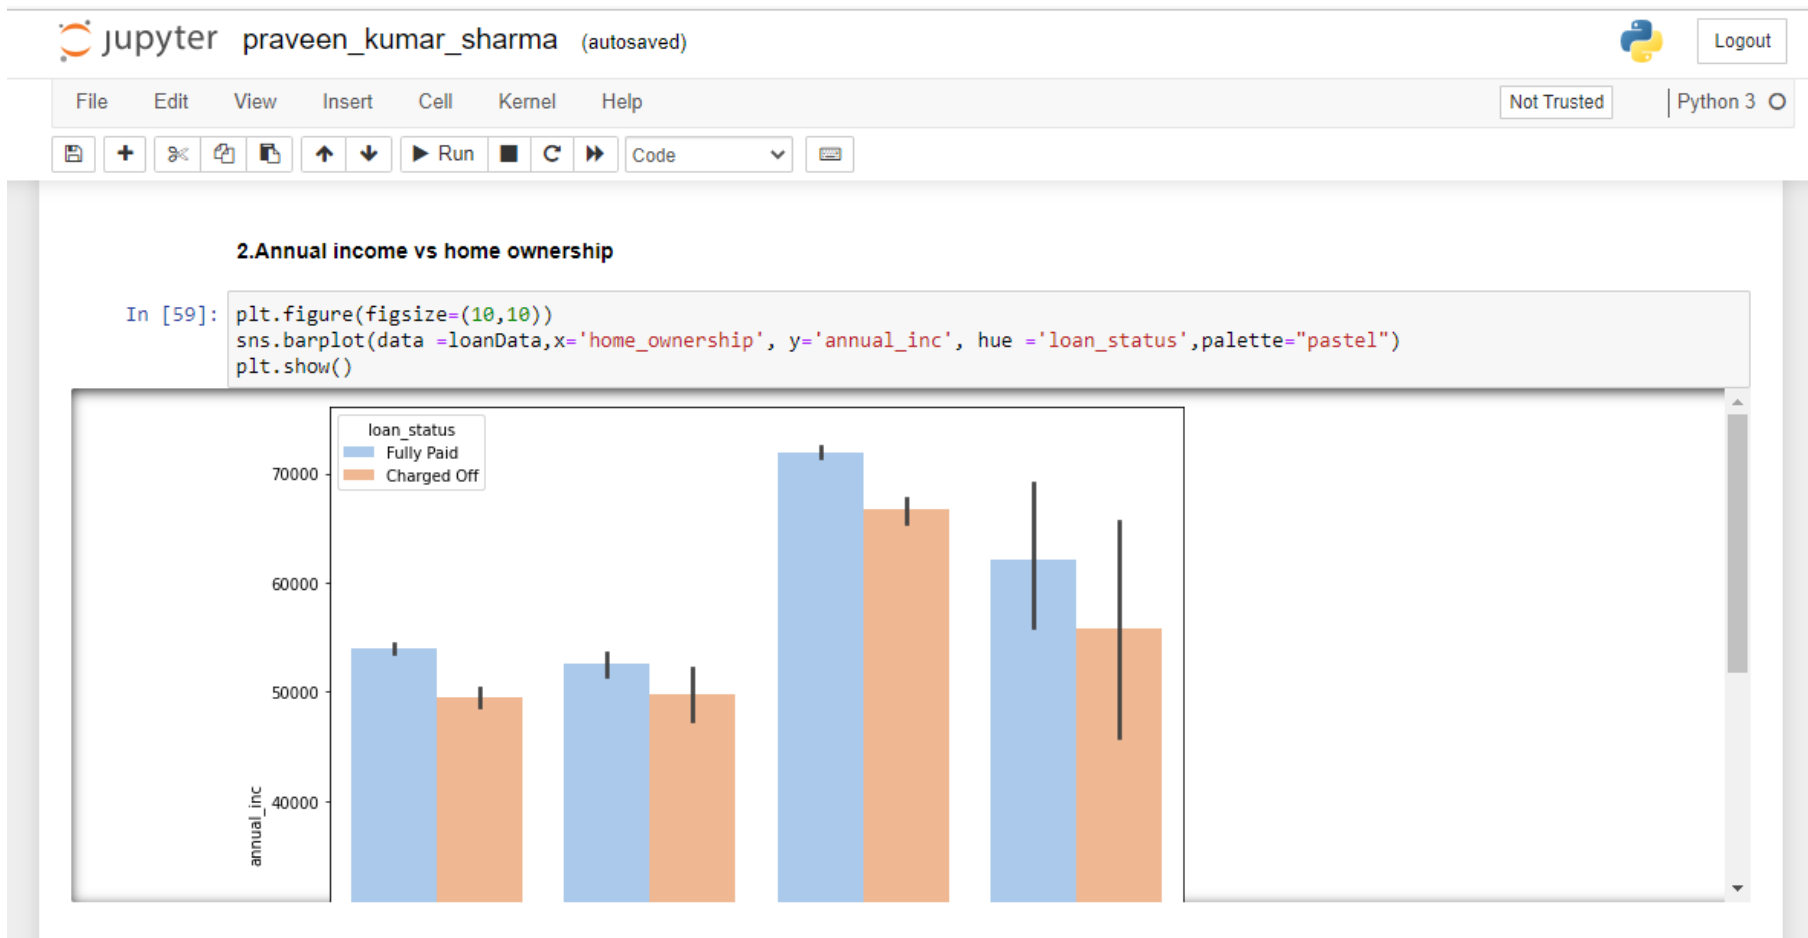 jupyter praveen_kumar_sharma (autosaved)
Logout
File Edit View Insert Cell Kernel Help
Not Trusted
Python 3
Run
Code
2.Annual income vs home ownership
In [59]: plt.figure(figsize=(10,10))
sns.barplot(data =loanData,x='home_ownership', y='annual_inc', hue ='loan_status',palette="pastel")
plt.show()
loan_status
Fully Paid
Charged Off
70000
60000
50000
40000
annual_inc